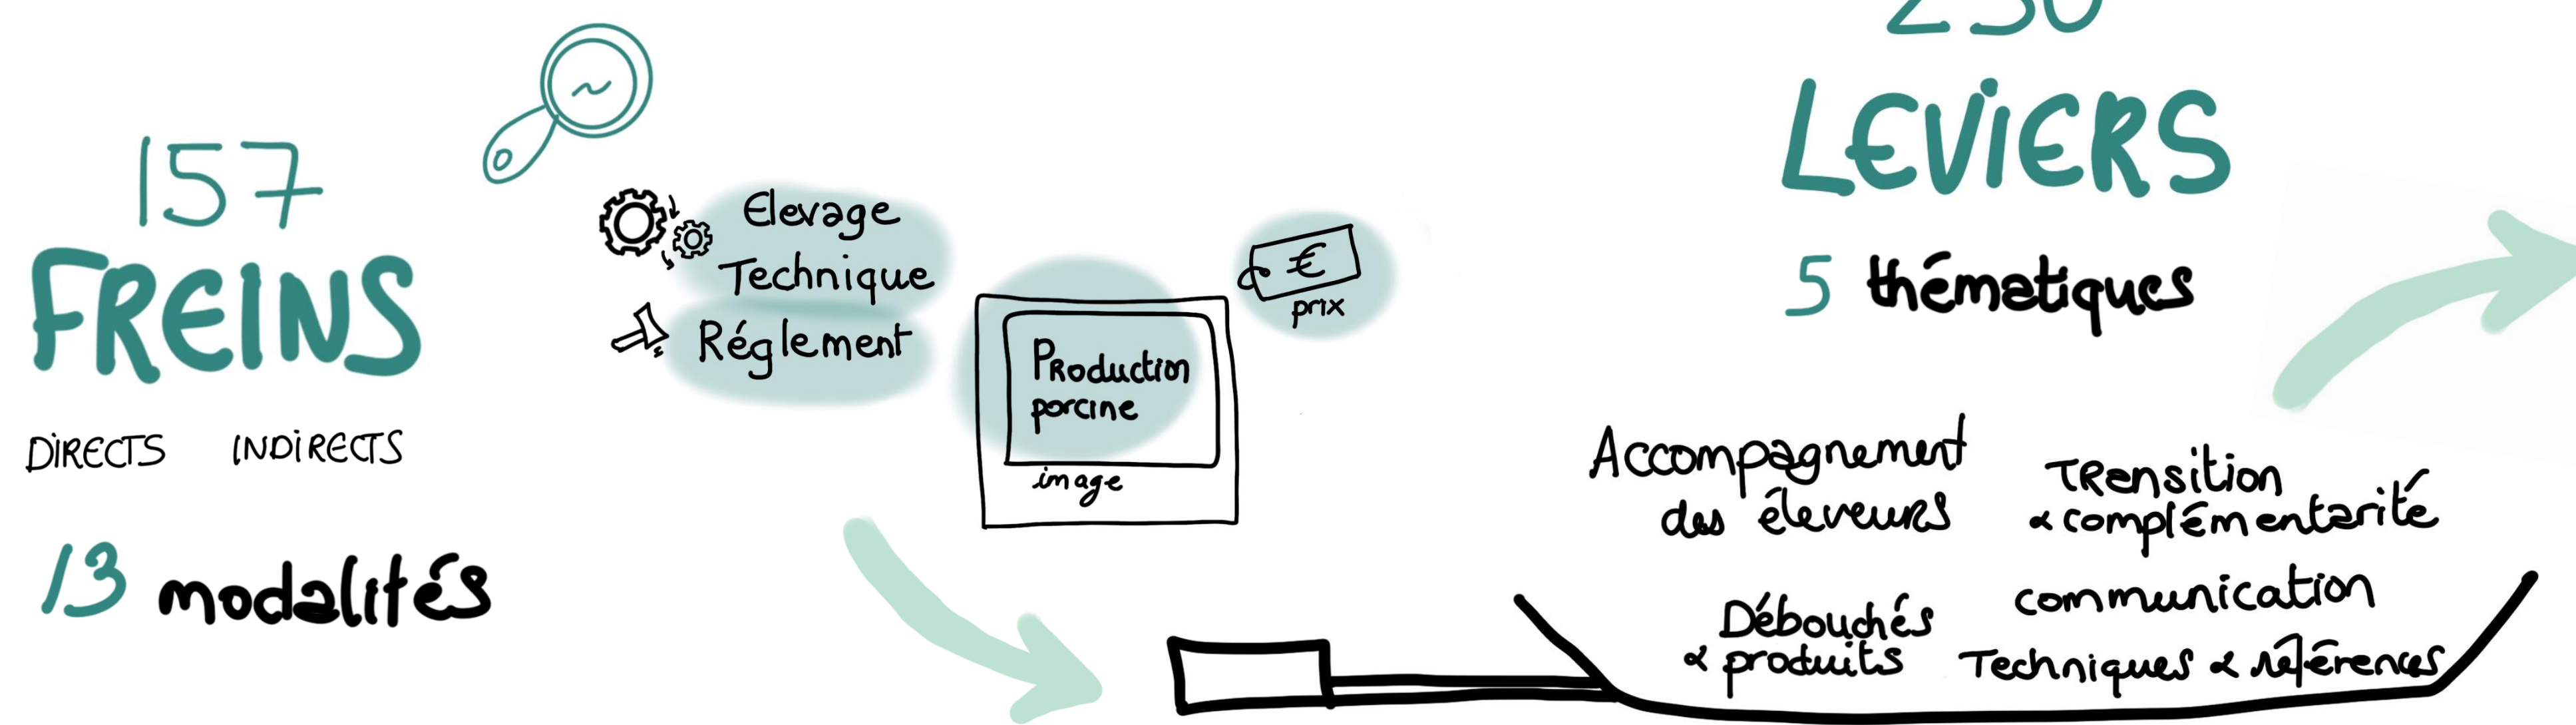 157
FREINS
DIRECTS INDIRECTS
13 modalités
Elevage
Technique
Réglement
Production
porcine
image
€
prix
LEVIERS
5 thématiques
Accompagnement
des éleveurs
Transition
& complémentarité
Débouchés
& produits
communication
Techniques & références